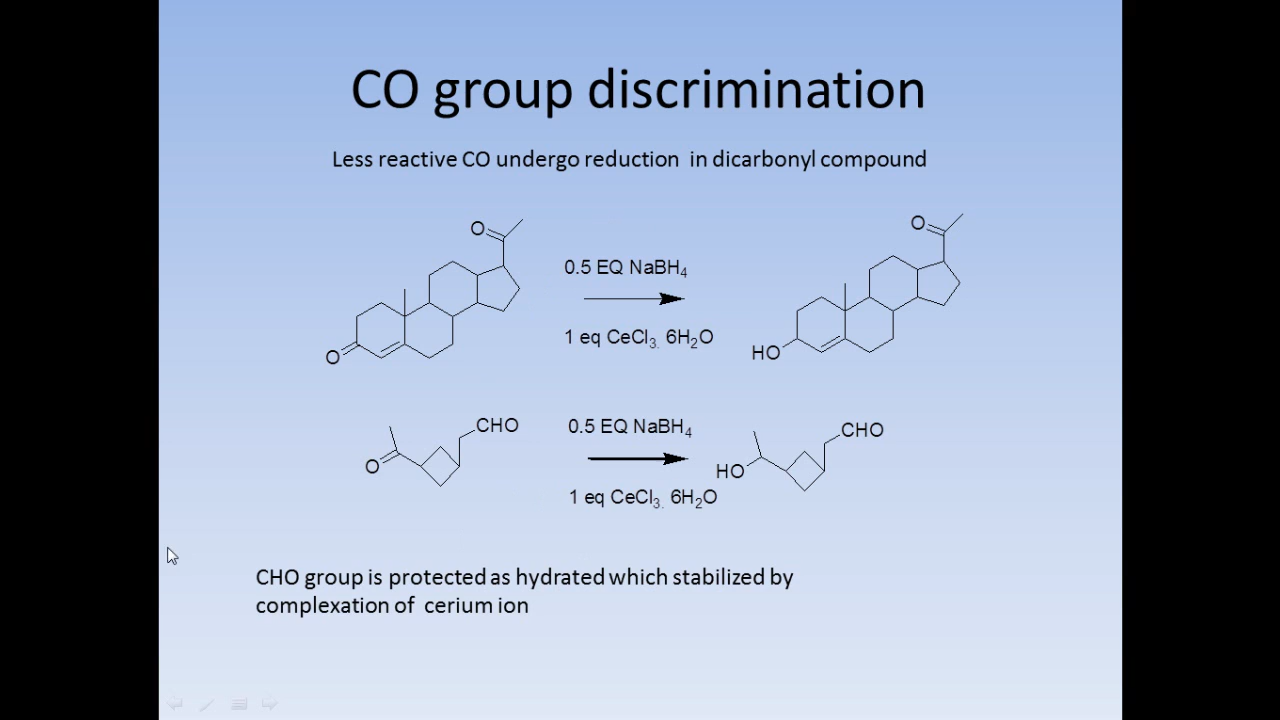 CO group discrimination
Less reactive CO undergo reduction in dicarbonyl compound
O
O
0.5 EQ NaBH4
1 eq CeCl3. 6H2O
O
HO
O
CHO
0.5 EQ NaBH4
1 eq CeCl3. 6H2O
HO
CHO
CHO group is protected as hydrated which stabilized by
complexation of cerium ion